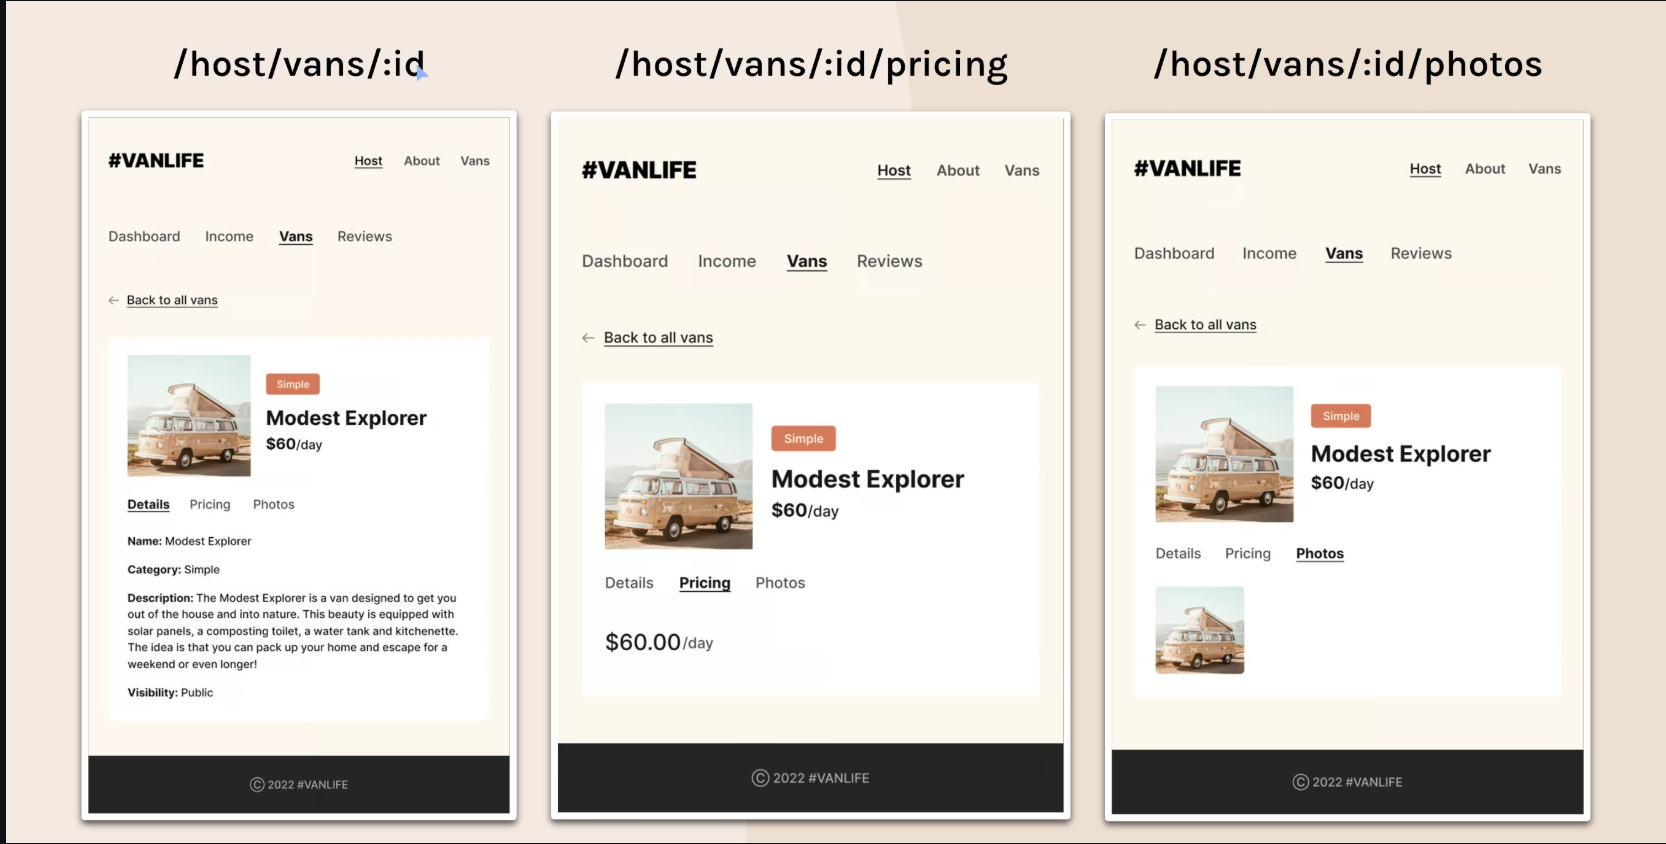 /host/vans/:id
#VANLIFE
Host About Vans
Dashboard Income Vans Reviews
← Back to all vans
Simple
Modest Explorer
$60/day
Details Pricing Photos
Name: Modest Explorer
Category: Simple
Description: The Modest Explorer is a van designed to get you
out of the house and into nature. This beauty is equipped with
solar panels, a composting toilet, a water tank and kitchenette.
The idea is that you can pack up your home and escape for a
weekend or even longer!
Visibility: Public
Ⓒ 2022 #VANLIFE
/host/vans/:id/pricing
#VANLIFE
Host About Vans
Dashboard Income Vans Reviews
← Back to all vans
Simple
Modest Explorer
$60/day
Details Pricing Photos
$60.00/day
Ⓒ 2022 #VANLIFE
/host/vans/:id/photos
#VANLIFE
Host About Vans
Dashboard Income Vans Reviews
← Back to all vans
Simple
Modest Explorer
$60/day
Details Pricing Photos
Ⓒ 2022 #VANLIFE